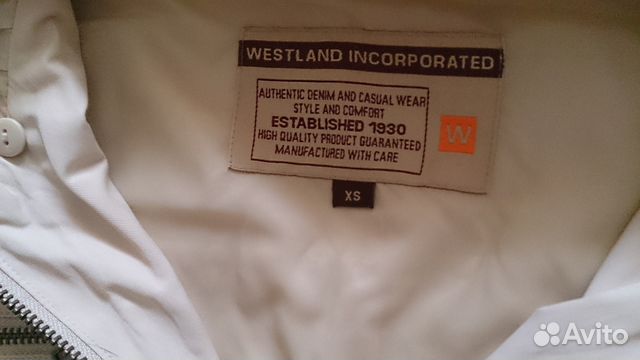 WESTLAND INCORPORATED
AUTHENTIC DENIM AND CASUAL WEAR
STYLE AND COMFORT
ESTABLISHED 1930
HIGH QUALITY PRODUCT GUARANTEED
MANUFACTURED WITH CARE
W
XS
Avito